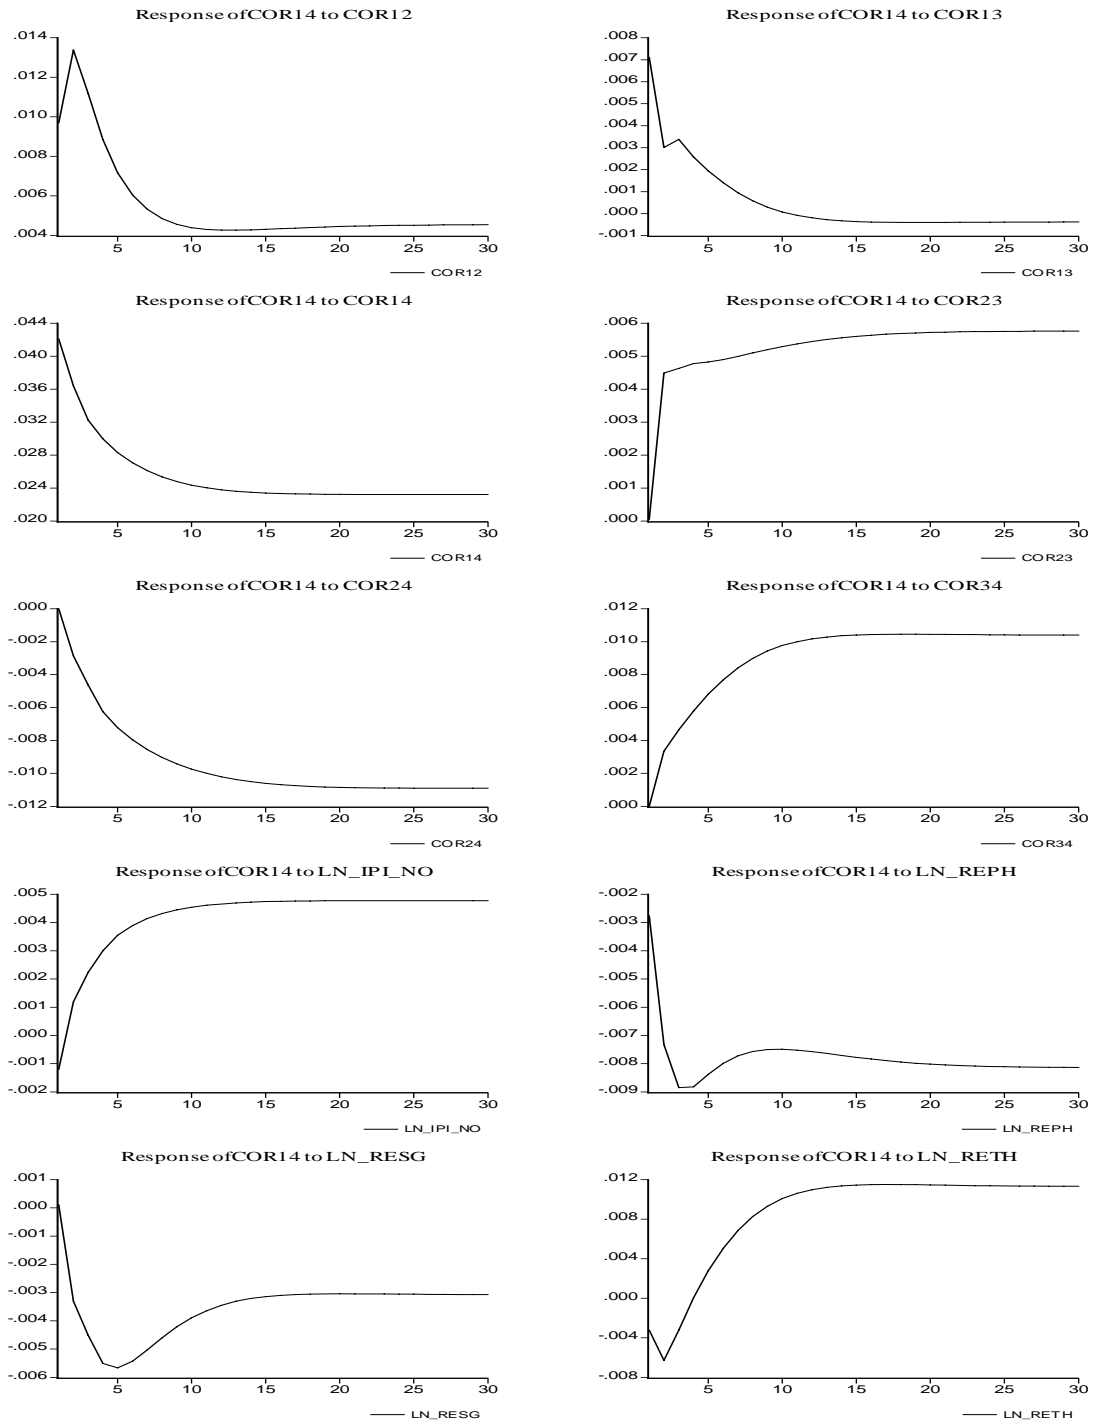 Response of COR14 to COR12
.014
.012
.010
.008
.006
.004
5 10 15 20 25 30
COR12
Response of COR14 to COR13
.008
.007
.006
.005
.004
.003
.002
.001
.000
-.001
5 10 15 20 25 30
COR13
Response of COR14 to COR14
.044
.040
.036
.032
.028
.024
.020
5 10 15 20 25 30
COR14
Response of COR14 to COR23
.006
.005
.004
.003
.002
.001
.000
5 10 15 20 25 30
COR23
Response of COR14 to COR24
.000
-.002
-.004
-.006
-.008
-.010
-.012
5 10 15 20 25 30
COR24
Response of COR14 to COR34
.012
.010
.008
.006
.004
.002
.000
5 10 15 20 25 30
COR34
Response of COR14 to LN_IPI_NO
.005
.004
.003
.002
.001
.000
-.001
-.002
5 10 15 20 25 30
LN_IPI_NO
Response of COR14 to LN_REPH
-.002
-.003
-.004
-.005
-.006
-.007
-.008
-.009
5 10 15 20 25 30
LN_REPH
Response of COR14 to LN_RESG
.001
.000
-.001
-.002
-.003
-.004
-.005
-.006
5 10 15 20 25 30
LN_RESG
Response of COR14 to LN_RETH
.012
.008
.004
.000
-.004
-.008
5 10 15 20 25 30
LN_RETH